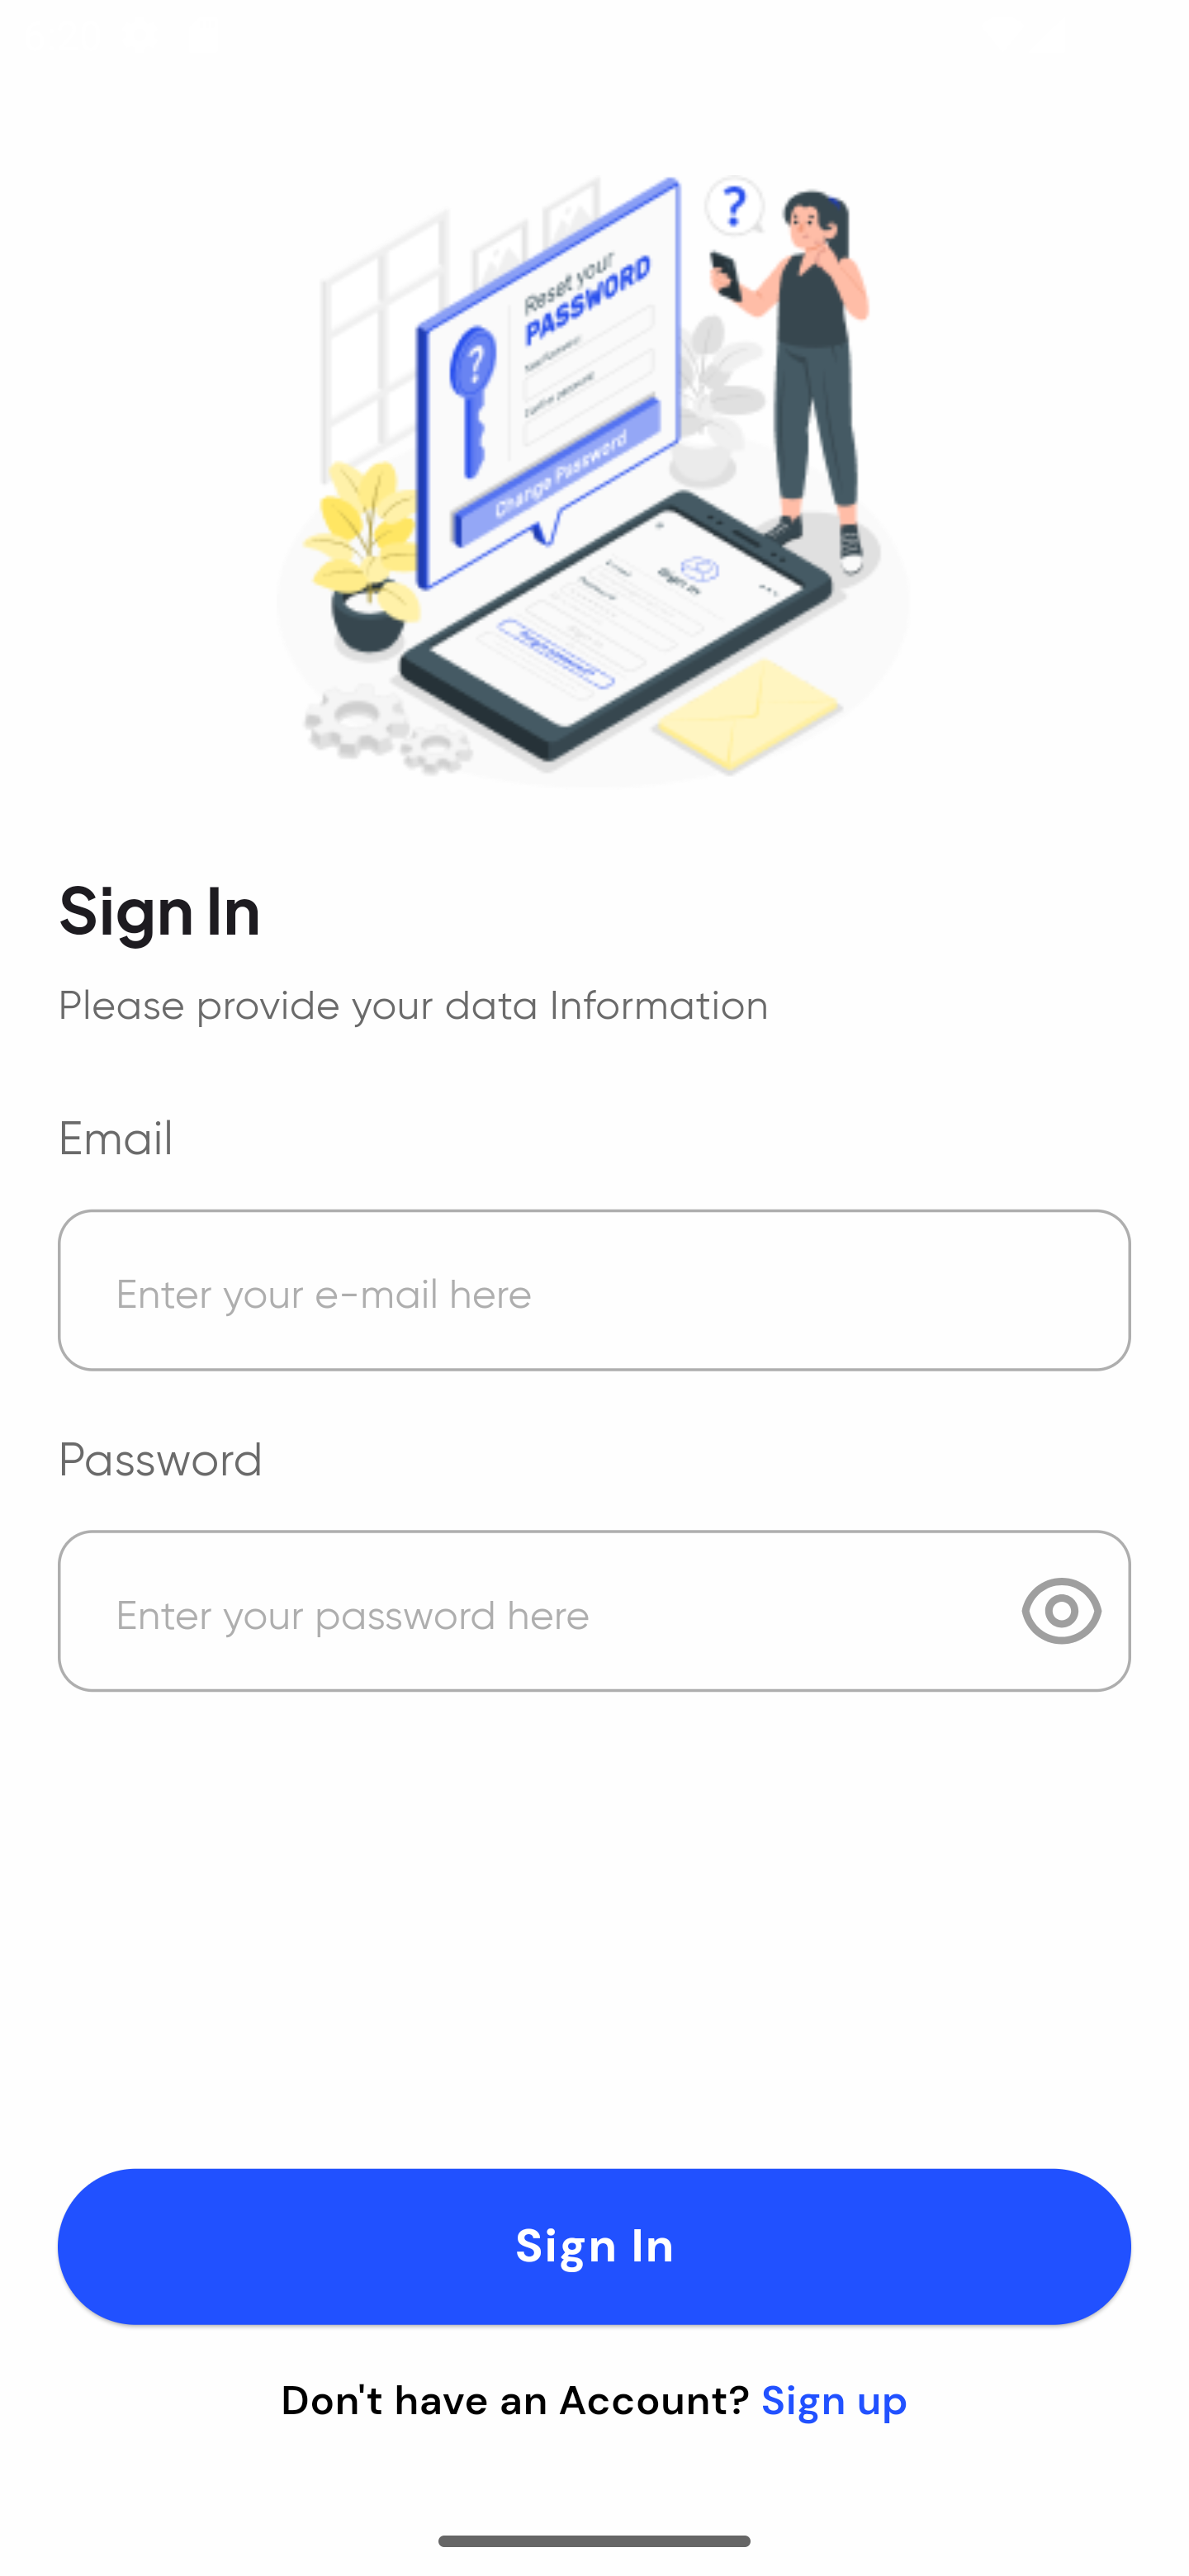 ?
Reset your
PASSWORD
?
Change Password
Sign In
Sign In
Please provide your data Information
Email
Enter your e-mail here
Password
Enter your password here
Sign In
Don't have an Account? Sign up